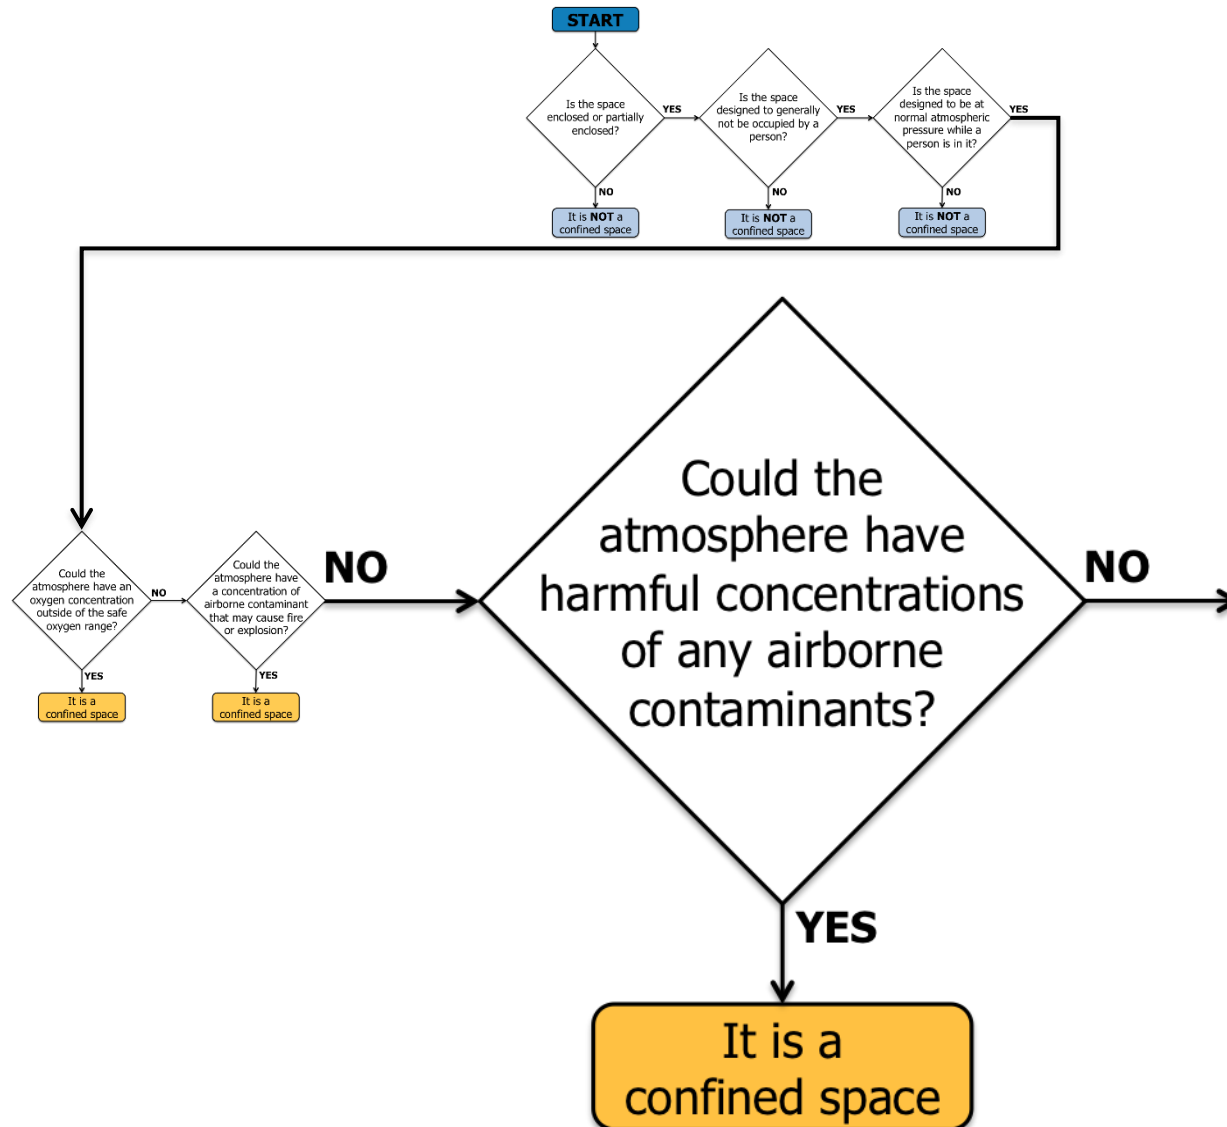 START
Is the space
enclosed or partially
enclosed?
YES
Is the space
designed to generally
not be occupied by a
person?
YES
Is the space
designed to be at
normal atmospheric
pressure while a
person is in it?
YES
NO
NO
NO
It is NOT a
confined space
It is NOT a
confined space
It is NOT a
confined space
Could the
atmosphere have an
oxygen concentration
outside of the safe
oxygen range?
NO
Could the
atmosphere have
a concentration of
airborne contaminant
that may cause fire
or explosion?
NO
Could the
atmosphere have
harmful concentrations
of any airborne
contaminants?
NO
YES
YES
It is a
confined space
It is a
confined space
YES
It is a
confined space